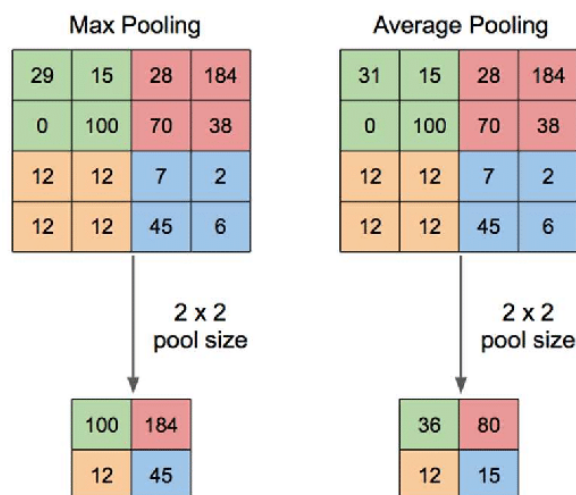 Max Pooling
29 15 28 184
0 100 70 38
12 12 7 2
12 12 45 6
2 x 2
pool size
100 184
12 45
Average Pooling
31 15 28 184
0 100 70 38
12 12 7 2
12 12 45 6
2 x 2
pool size
36 80
12 15